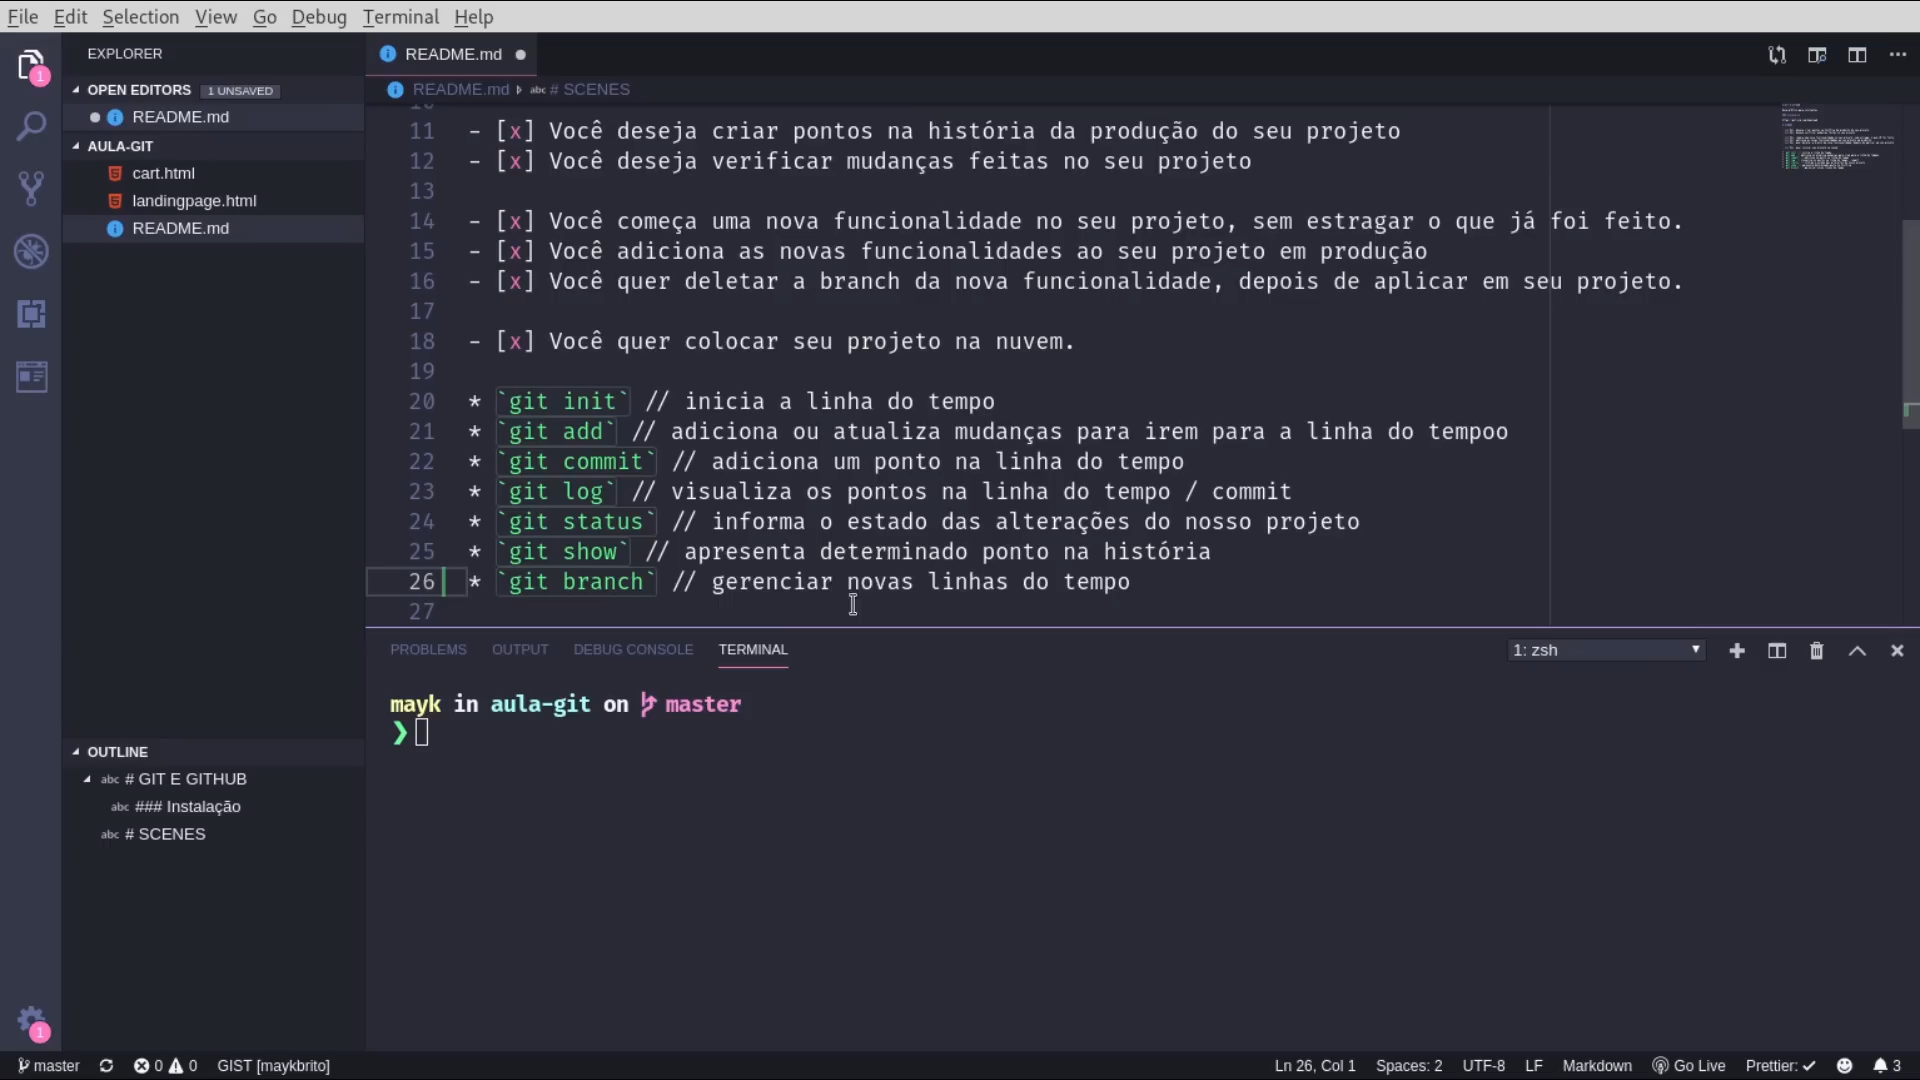 File Edit Selection View Go Debug Terminal Help
EXPLORER
OPEN EDITORS 1 UNSAVED
README.md
AULA-GIT
cart.html
landingpage.html
README.md
OUTLINE
abc # GIT E GITHUB
abc ### Instalação
abc # SCENES
README.md
README.md abc # SCENES
11 - [x] Você deseja criar pontos na história da produção do seu projeto
12 - [x] Você deseja verificar mudanças feitas no seu projeto
13
14 - [x] Você começa uma nova funcionalidade no seu projeto, sem estragar o que já foi feito.
15 - [x] Você adiciona as novas funcionalidades ao seu projeto em produção
16 - [x] Você quer deletar a branch da nova funcionalidade, depois de aplicar em seu projeto.
17
18 - [x] Você quer colocar seu projeto na nuvem.
19
20 * `git init` // inicia a linha do tempo
21 * `git add` // adiciona ou atualiza mudanças para irem para a linha do tempoo
22 * `git commit` // adiciona um ponto na linha do tempo
23 * `git log` // visualiza os pontos na linha do tempo / commit
24 * `git status` // informa o estado das alterações do nosso projeto
25 * `git show` // apresenta determinado ponto na história
26 * `git branch` // gerenciar novas linhas do tempo
27
PROBLEMS OUTPUT DEBUG CONSOLE TERMINAL 1: zsh
mayk in aula-git on master
❯
1
1
master 0 0 GIST [maykbrito] Ln 26, Col 1 Spaces: 2 UTF-8 LF Markdown Go Live Prettier: ✓ 3